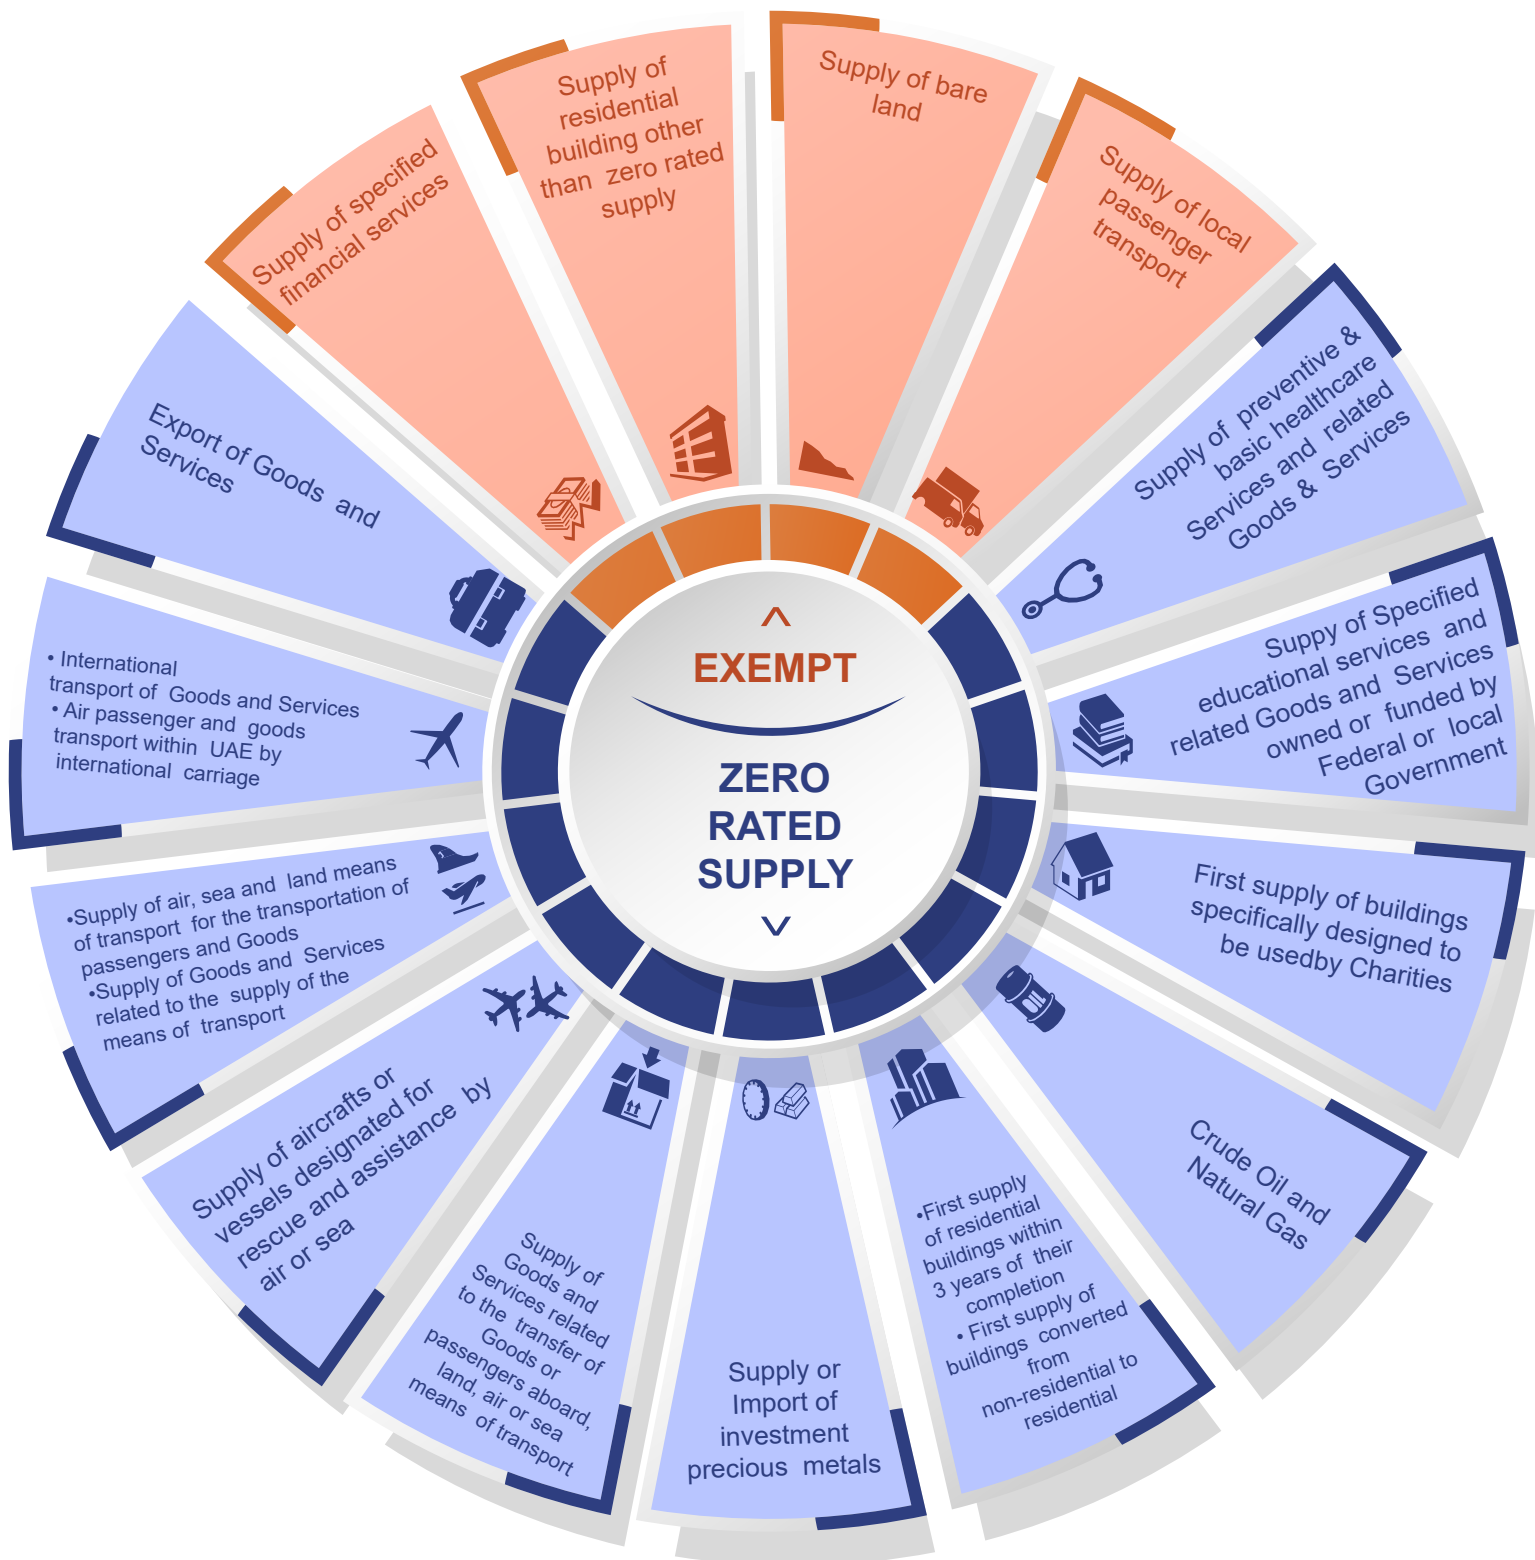 Supply of specified
financial services
Supply of
residential
building other
than zero rated
supply
Supply of bare
land
Supply of local
passenger
transport
Supply of preventive &
basic healthcare
Services and related
Goods & Services
Suppy of Specified
educational services and
related Goods and Services
owned or funded by
Federal or local
Government
First supply of buildings
specifically designed to
be usedby Charities
OIL
Crude Oil and
Natural Gas
•First supply
of residential
buildings within
3 years of their
completion
• First supply of
buildings converted
from
non-residential to
residential
Supply or
Import of
investment
precious metals
Supply of
Goods and
Services related
to the transfer of
Goods or
passengers aboard,
land, air or sea
means of transport
Supply of aircrafts or
vessels designated for
rescue and assistance by
air or sea
•Supply of air, sea and land means
of transport for the transportation of
passengers and Goods
•Supply of Goods and Services
related to the supply of the
means of transport
• International
transport of Goods and Services
• Air passenger and goods
transport within UAE by
international carriage
Export of Goods and
Services
EXEMPT
ZERO
RATED
SUPPLY